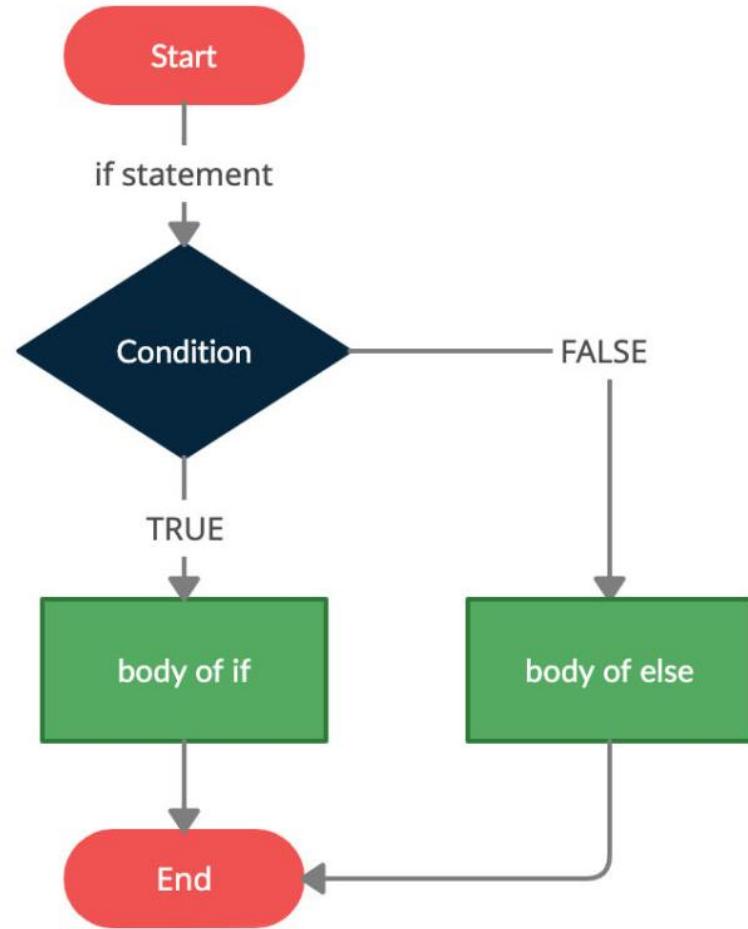 Start
if statement
Condition
FALSE
TRUE
body of if
body of else
End